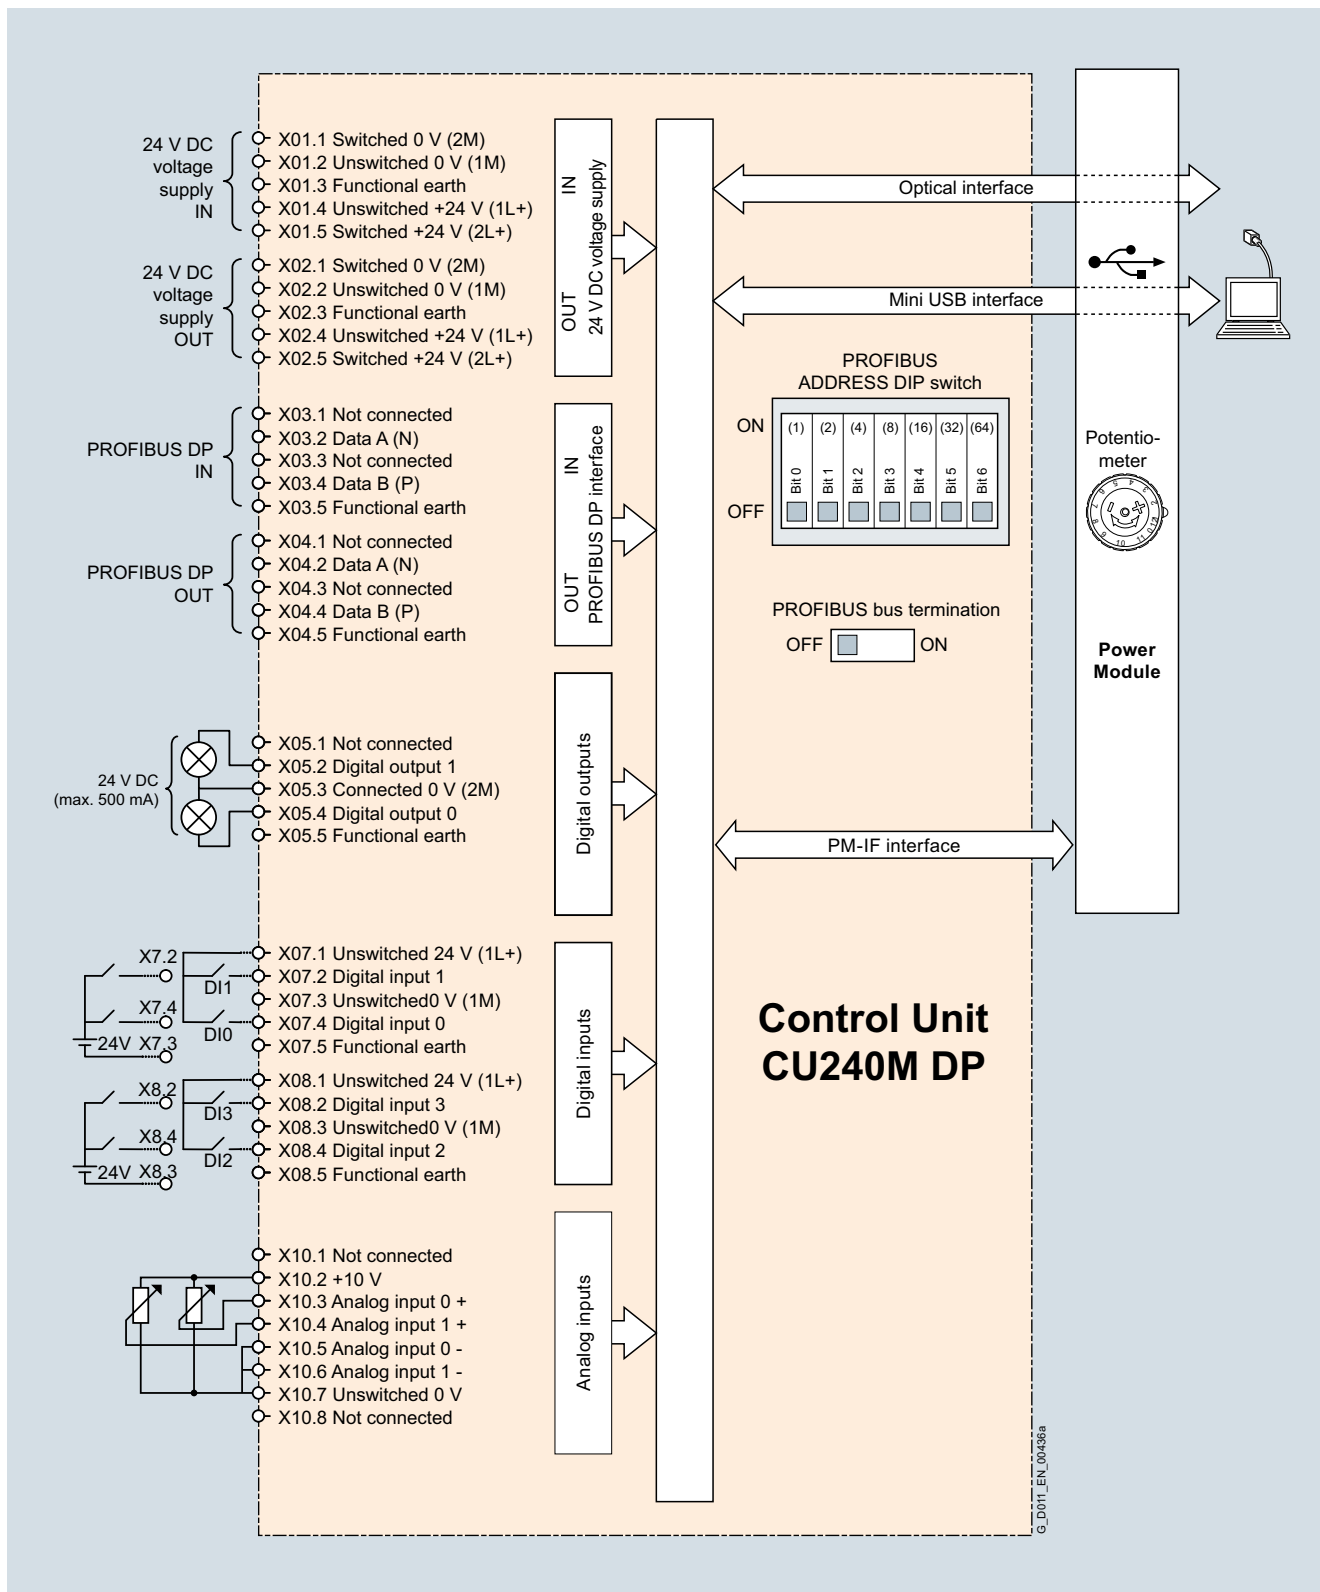 24 V DC
voltage
supply
IN
X01.1 Switched 0 V (2M)
X01.2 Unswitched 0 V (1M)
X01.3 Functional earth
X01.4 Unswitched +24 V (1L+)
X01.5 Switched +24 V (2L+)
24 V DC
voltage
supply
OUT
X02.1 Switched 0 V (2M)
X02.2 Unswitched 0 V (1M)
X02.3 Functional earth
X02.4 Unswitched +24 V (1L+)
X02.5 Switched +24 V (2L+)
OUT IN
24 V DC voltage supply
PROFIBUS DP
IN
X03.1 Not connected
X03.2 Data A (N)
X03.3 Not connected
X03.4 Data B (P)
X03.5 Functional earth
PROFIBUS DP
OUT
X04.1 Not connected
X04.2 Data A (N)
X04.3 Not connected
X04.4 Data B (P)
X04.5 Functional earth
OUT IN
PROFIBUS DP interface
24 V DC
(max. 500 mA)
X05.1 Not connected
X05.2 Digital output 1
X05.3 Connected 0 V (2M)
X05.4 Digital output 0
X05.5 Functional earth
Digital outputs
X7.2
DI1
X7.4
DI0
24V X7.3
X07.1 Unswitched 24 V (1L+)
X07.2 Digital input 1
X07.3 Unswitched0 V (1M)
X07.4 Digital input 0
X07.5 Functional earth
X8.2
DI3
X8.4
DI2
24V X8.3
X08.1 Unswitched 24 V (1L+)
X08.2 Digital input 3
X08.3 Unswitched0 V (1M)
X08.4 Digital input 2
X08.5 Functional earth
Digital inputs
X10.1 Not connected
X10.2 +10 V
X10.3 Analog input 0 +
X10.4 Analog input 1 +
X10.5 Analog input 0 -
X10.6 Analog input 1 -
X10.7 Unswitched 0 V
X10.8 Not connected
Analog inputs
Optical interface
Mini USB interface
PROFIBUS
ADDRESS DIP switch
ON
(1) (2) (4) (8) (16) (32) (64)
Bit 0 Bit 1 Bit 2 Bit 3 Bit 4 Bit 5 Bit 6
OFF
PROFIBUS bus termination
OFF ON
PM-IF interface
Control Unit
CU240M DP
Potentio-
meter
2 3 4 5 6 7 8 9 10 11 0 12
Power
Module
G_D011_EN_00436a